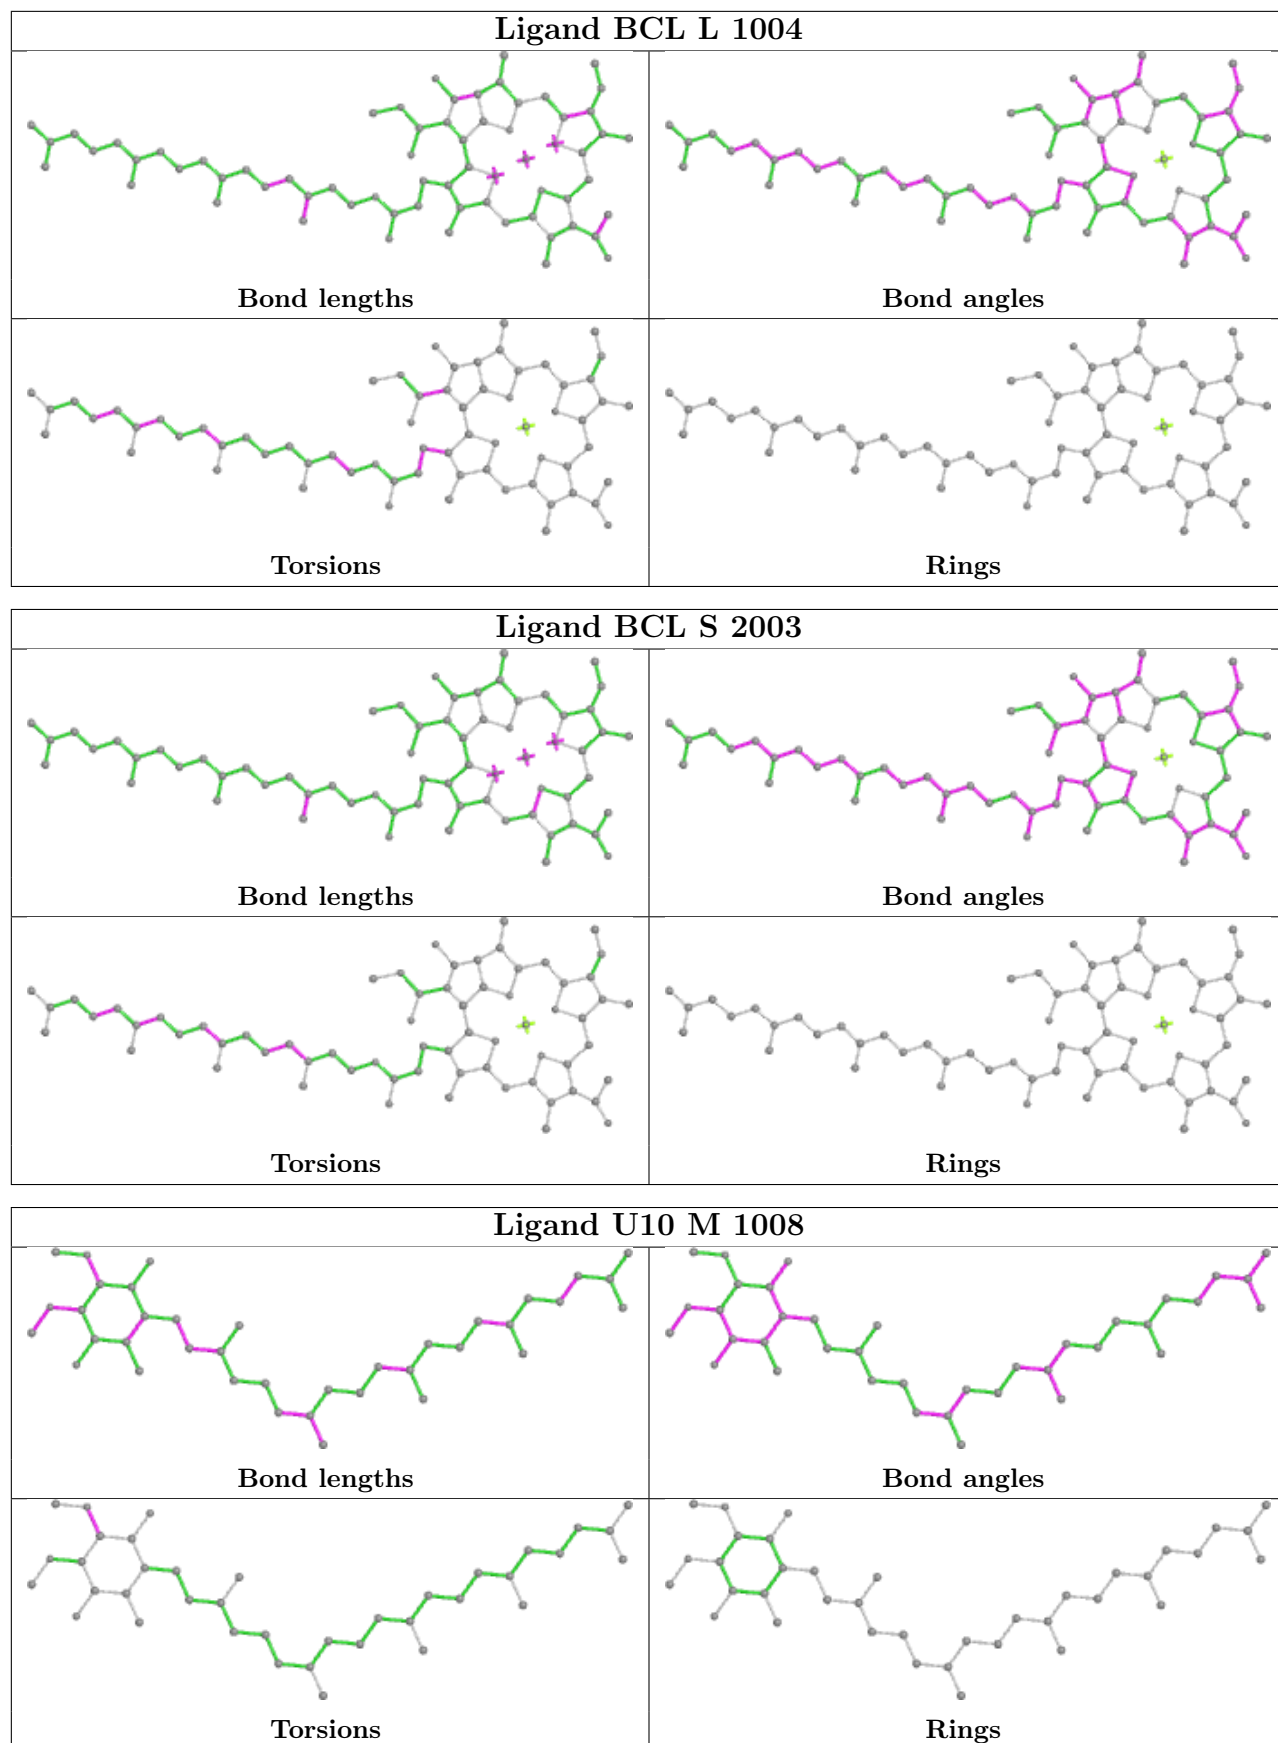 Ligand BCL L 1004
Bond lengths
Bond angles
Torsions
Rings
Ligand BCL S 2003
Bond lengths
Bond angles
Torsions
Rings
Ligand U10 M 1008
Bond lengths
Bond angles
Torsions
Rings